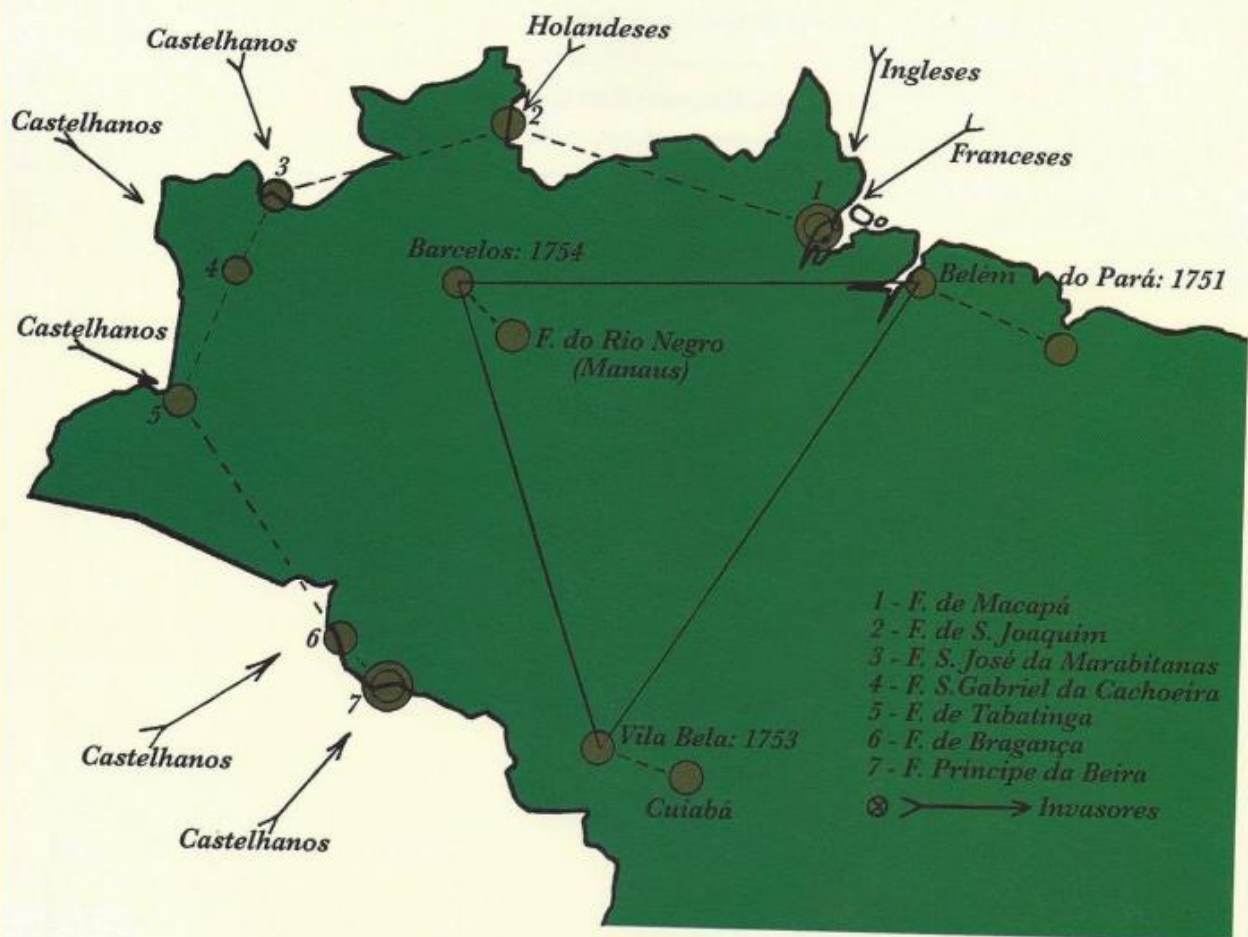 Holandeses
Castelhanos
Ingleses
Castelhanos
2
Franceses
3
1
4
Barcelos: 1754
Belém do Pará: 1751
Castelhanos
F. do Rio Negro
(Manaus)
5
1 - F. de Macapá
2 - F. de S. Joaquim
6
3 - F. S. José da Marabitanas
4 - F. S.Gabriel da Cachoeira
7
5 - F. de Tabatinga
Vila Bela: 1753
6 - F. de Bragança
Castelhanos
7 - F. Principe da Beira
Cuiabá
Invasores
Castelhanos